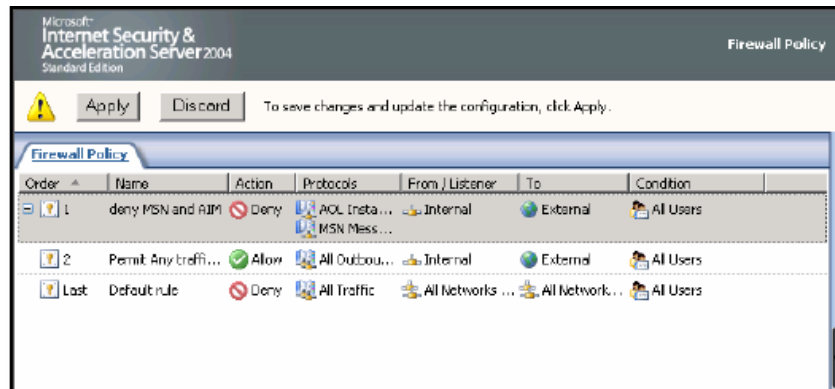 Microsoft
Internet Security &
Acceleration Server 2004
Standard Edition
Firewall Policy
Apply Discard To save changes and update the configuration, click Apply.
Firewall Policy
Order Name Action Protocols From / Listener To Condition
1 deny MSN and AIM Deny AOL Insta... Internal External All Users
MSN Mess...
2 Permit Any traffi... Allow All Outbou... Internal External All Users
Last Default rule Deny All Traffic All Networks ... All Network... All Users